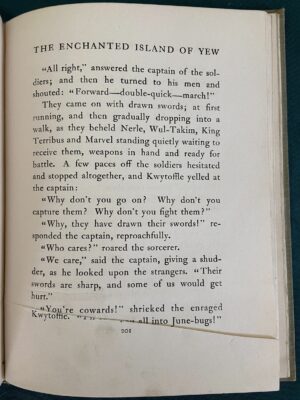 THE ENCHANTED ISLAND OF YEW
"All right," answered the captain of the sol-
diers; and then he turned to his men and
shouted: "Forward—double-quick—march!"
They came on with drawn swords; at first
running, and then gradually dropping into a
walk, as they beheld Nerle, Wul-Takim, King
Terribus and Marvel standing quietly waiting to
receive them, weapons in hand and ready for
battle. A few paces off the soldiers hesitated
and stopped altogether, and Kwytoffle yelled at
the captain:
"Why don't you go on? Why don't you
capture them? Why don't you fight them?"
"Why, they have drawn their swords!" re-
sponded the captain, reproachfully.
"Who cares?" roared the sorcerer.
"We care," said the captain, giving a shud-
der, as he looked upon the strangers. "Their
swords are sharp, and some of us would get
hurt."
"You're cowards!" shrieked the enraged
Kwytoffle. all into June-bugs!"
201